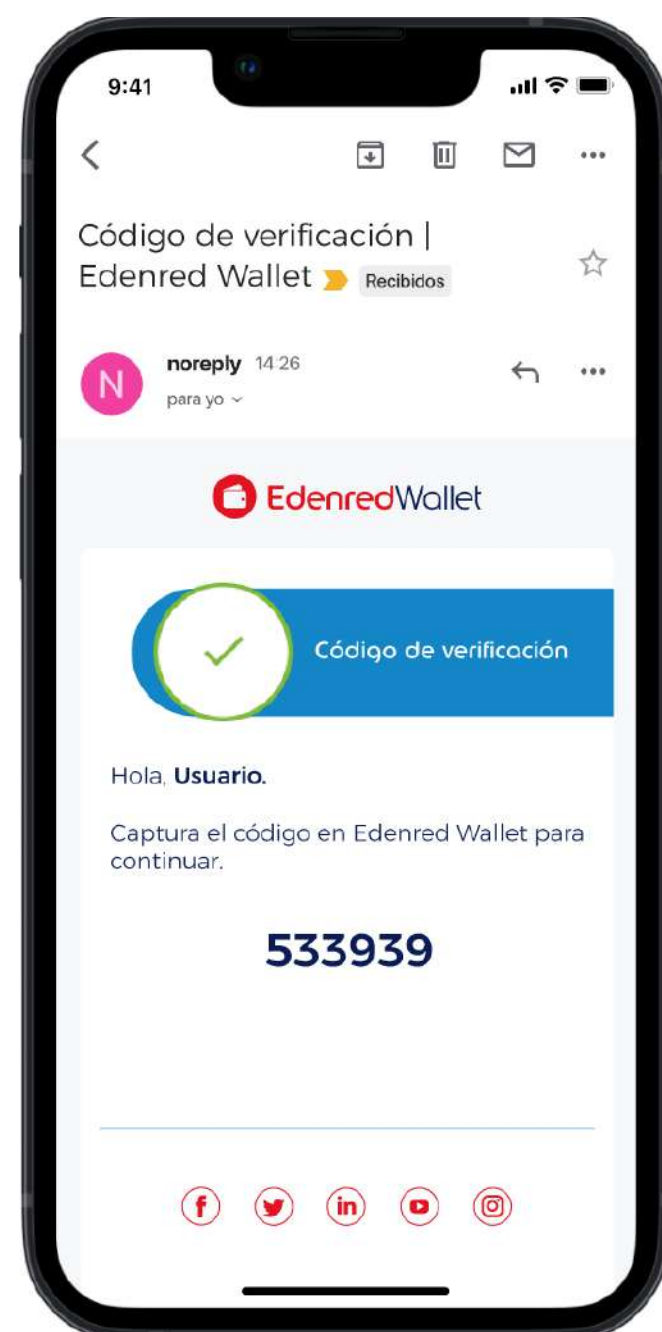 9:41
Código de verificación |
Edenred Wallet Recibidos
N
noreply 14:26
para yo
EdenredWallet
Código de verificación
Hola, Usuario.
Captura el código en Edenred Wallet para
continuar.
533939